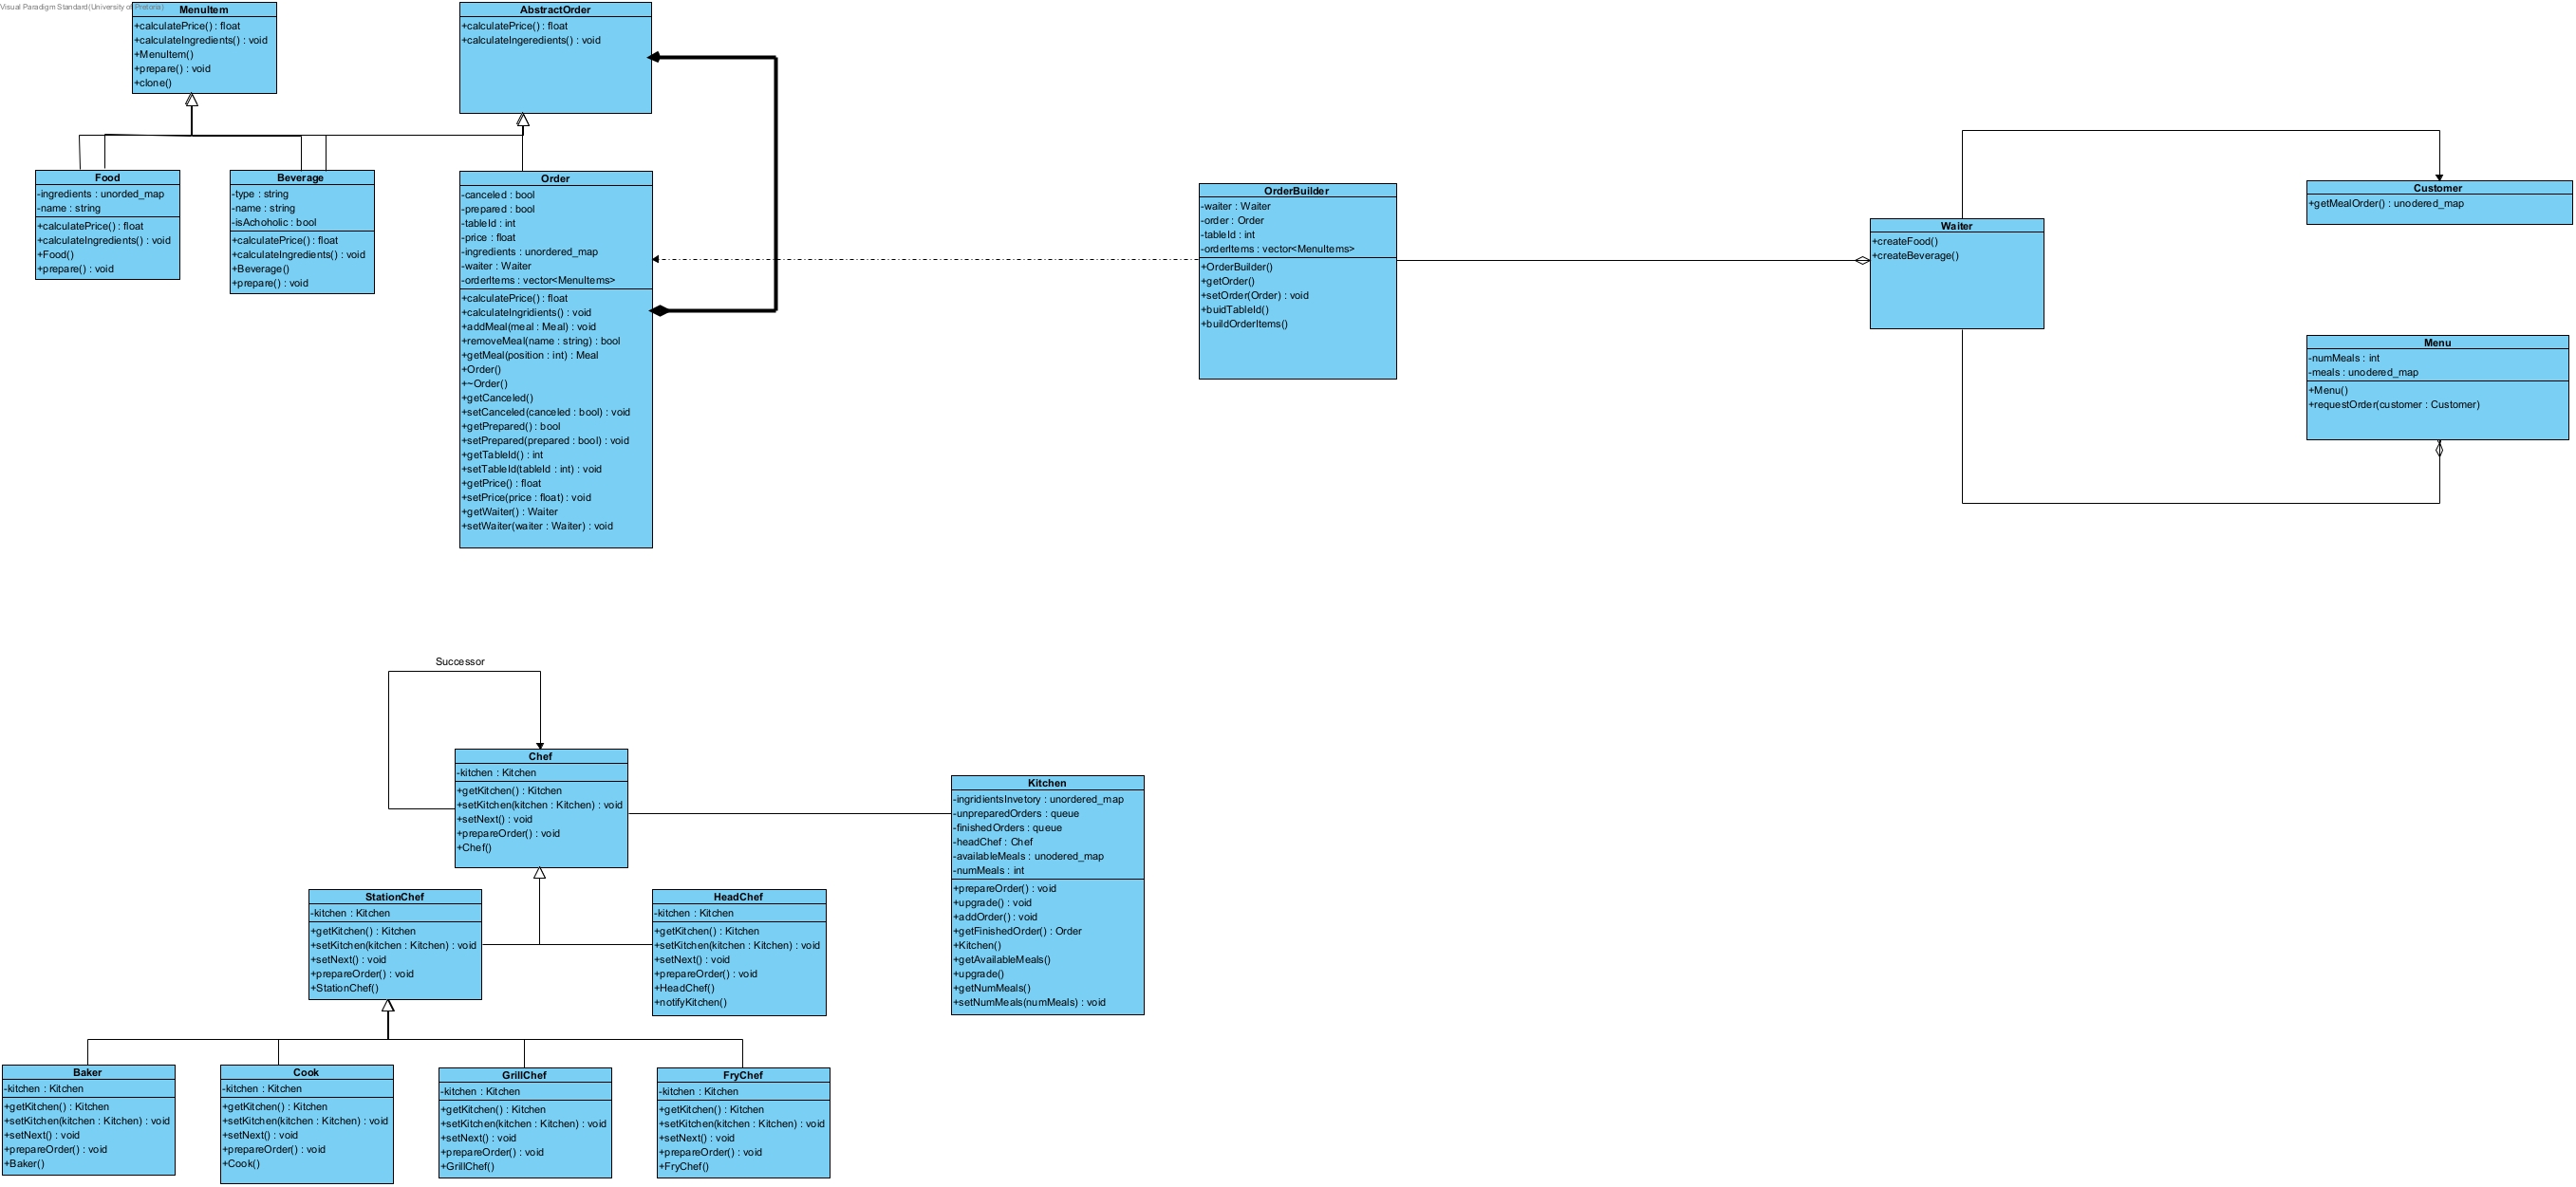 Visual Paradigm Standard(University of Pretoria)
MenuItem
+calculatePrice() : float
+calculateIngredients() : void
+MenuItem()
+prepare() : void
+clone()
AbstractOrder
+calculatePrice() : float
+calculateIngeredients() : void
Food
-ingredients : unorded_map
-name : string
+calculatePrice() : float
+calculateIngredients() : void
+Food()
+prepare() : void
Beverage
-type : string
-name : string
-isAchoholic : bool
+calculatePrice() : float
+calculateIngredients() : void
+Beverage()
+prepare() : void
Order
-canceled : bool
-prepared : bool
-tableId : int
-price : float
-ingredients : unordered_map
-waiter : Waiter
-orderItems : vector<MenuItems>
+calculatePrice() : float
+calculateIngridients() : void
+addMeal(meal : Meal) : void
+removeMeal(name : string) : bool
+getMeal(position : int) : Meal
+Order()
+~Order()
+getCanceled()
+setCanceled(canceled : bool) : void
+getPrepared() : bool
+setPrepared(prepared : bool) : void
+getTableId() : int
+setTableId(tableId : int) : void
+getPrice() : float
+setPrice(price : float) : void
+getWaiter() : Waiter
+setWaiter(waiter : Waiter) : void
OrderBuilder
-waiter : Waiter
-order : Order
-tableId : int
-orderItems : vector<MenuItems>
+OrderBuilder()
+getOrder()
+setOrder(Order) : void
+buidTableId()
+buildOrderItems()
Waiter
+createFood()
+createBeverage()
Customer
+getMealOrder() : unodered_map
Menu
-numMeals : int
-meals : unodered_map
+Menu()
+requestOrder(customer : Customer)
Successor
Chef
-kitchen : Kitchen
+getKitchen() : Kitchen
+setKitchen(kitchen : Kitchen) : void
+setNext() : void
+prepareOrder() : void
+Chef()
Kitchen
-ingridientsInvetory : unordered_map
-unpreparedOrders : queue
-finishedOrders : queue
-headChef : Chef
-availableMeals : unodered_map
-numMeals : int
+prepareOrder() : void
+upgrade() : void
+addOrder() : void
+getFinishedOrder() : Order
+Kitchen()
+getAvailableMeals()
+upgrade()
+getNumMeals()
+setNumMeals(numMeals) : void
StationChef
-kitchen : Kitchen
+getKitchen() : Kitchen
+setKitchen(kitchen : Kitchen) : void
+setNext() : void
+prepareOrder() : void
+StationChef()
HeadChef
-kitchen : Kitchen
+getKitchen() : Kitchen
+setKitchen(kitchen : Kitchen) : void
+setNext() : void
+prepareOrder() : void
+HeadChef()
+notifyKitchen()
Baker
-kitchen : Kitchen
+getKitchen() : Kitchen
+setKitchen(kitchen : Kitchen) : void
+setNext() : void
+prepareOrder() : void
+Baker()
Cook
-kitchen : Kitchen
+getKitchen() : Kitchen
+setKitchen(kitchen : Kitchen) : void
+setNext() : void
+prepareOrder() : void
+Cook()
GrillChef
-kitchen : Kitchen
+getKitchen() : Kitchen
+setKitchen(kitchen : Kitchen) : void
+setNext() : void
+prepareOrder() : void
+GrillChef()
FryChef
-kitchen : Kitchen
+getKitchen() : Kitchen
+setKitchen(kitchen : Kitchen) : void
+setNext() : void
+prepareOrder() : void
+FryChef()